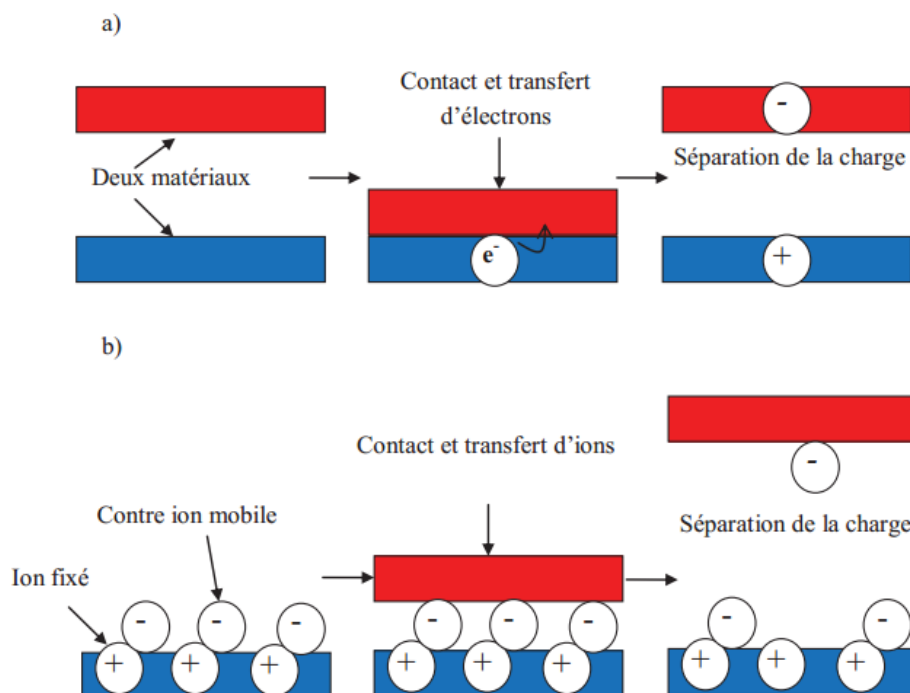 a)
Contact et transfert
d’électrons
-
Deux matériaux
Séparation de la charge
e-
+
b)
Contact et transfert d’ions
-
Contre ion mobile
Séparation de la charge
Ion fixé
- - -
- - -
- -
+ + +
+ + +
+ + +